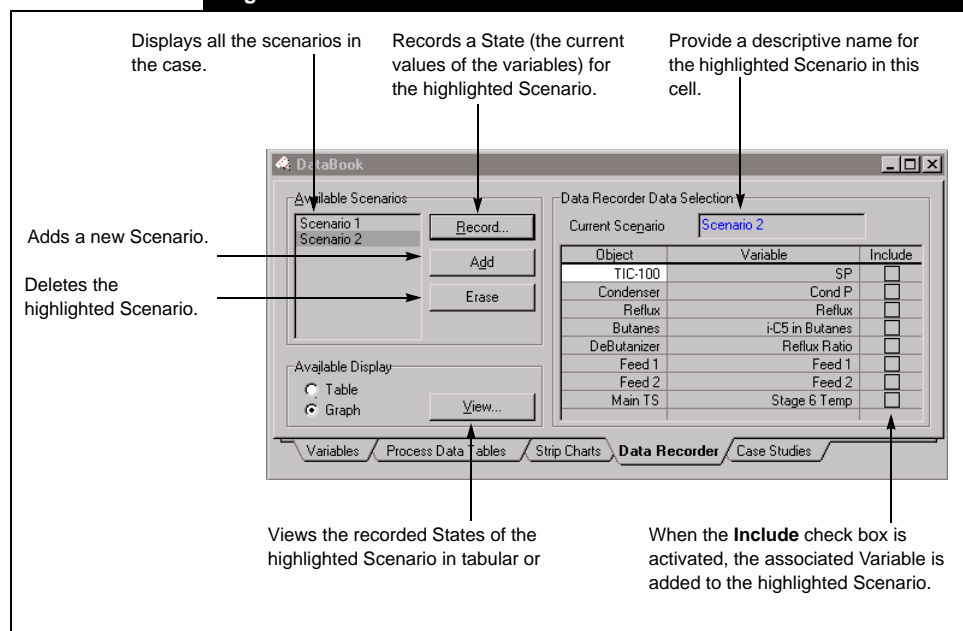 Displays all the scenarios in
the case.
Records a State (the current
values of the variables) for
the highlighted Scenario.
Provide a descriptive name for
the highlighted Scenario in this
cell.
Adds a new Scenario.
Deletes the
highlighted Scenario.
DataBook
Available Scenarios
Scenario 1
Scenario 2
Record...
Add
Erase
Available Display
Table
Graph
View...
Data Recorder Data Selection
Current Scenario Scenario 2
Object Variable Include
TIC-100 SP
Condenser Cond P
Reflux Reflux
Butanes i-C5 in Butanes
DeButanizer Reflux Ratio
Feed 1 Feed 1
Feed 2 Feed 2
Main TS Stage 6 Temp
Variables Process Data Tables Strip Charts Data Recorder Case Studies
Views the recorded States of the
highlighted Scenario in tabular or
When the Include check box is
activated, the associated Variable is
added to the highlighted Scenario.